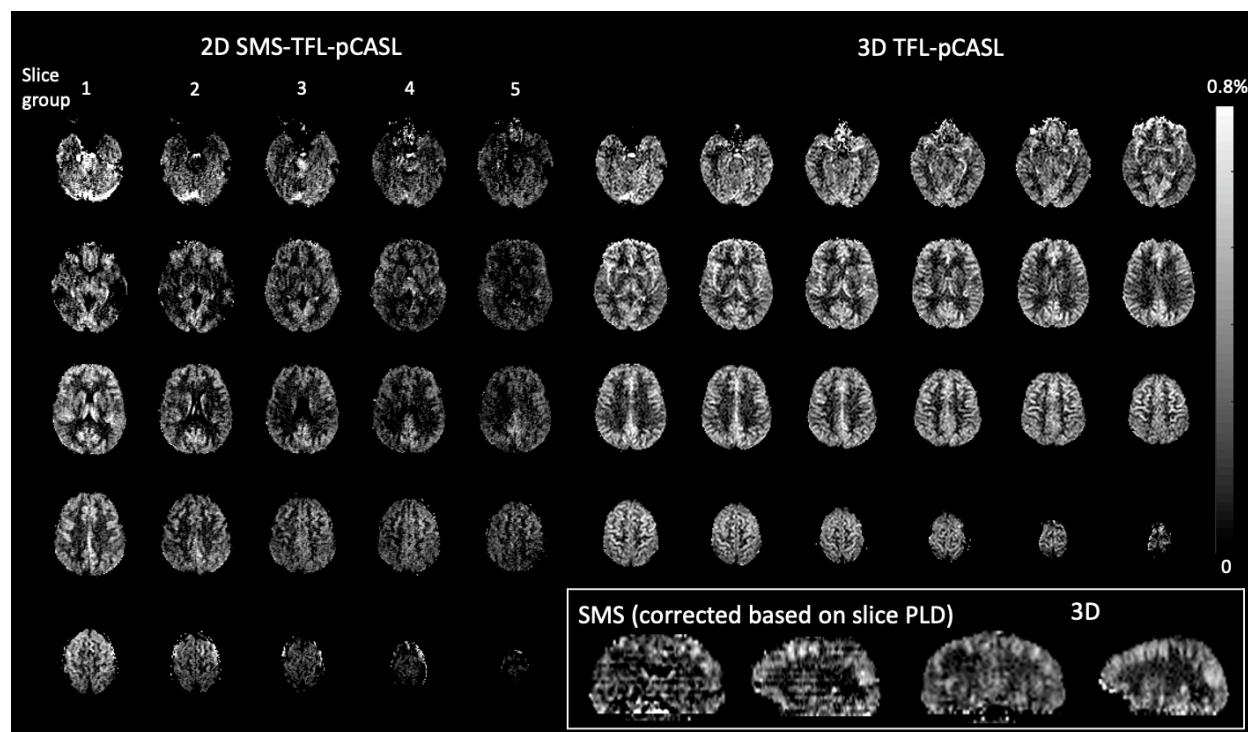 2D SMS-TFL-pCASL
3D TFL-pCASL
Slice
group
1
2
3
4
5
0.8%
0
SMS (corrected based on slice PLD)
3D